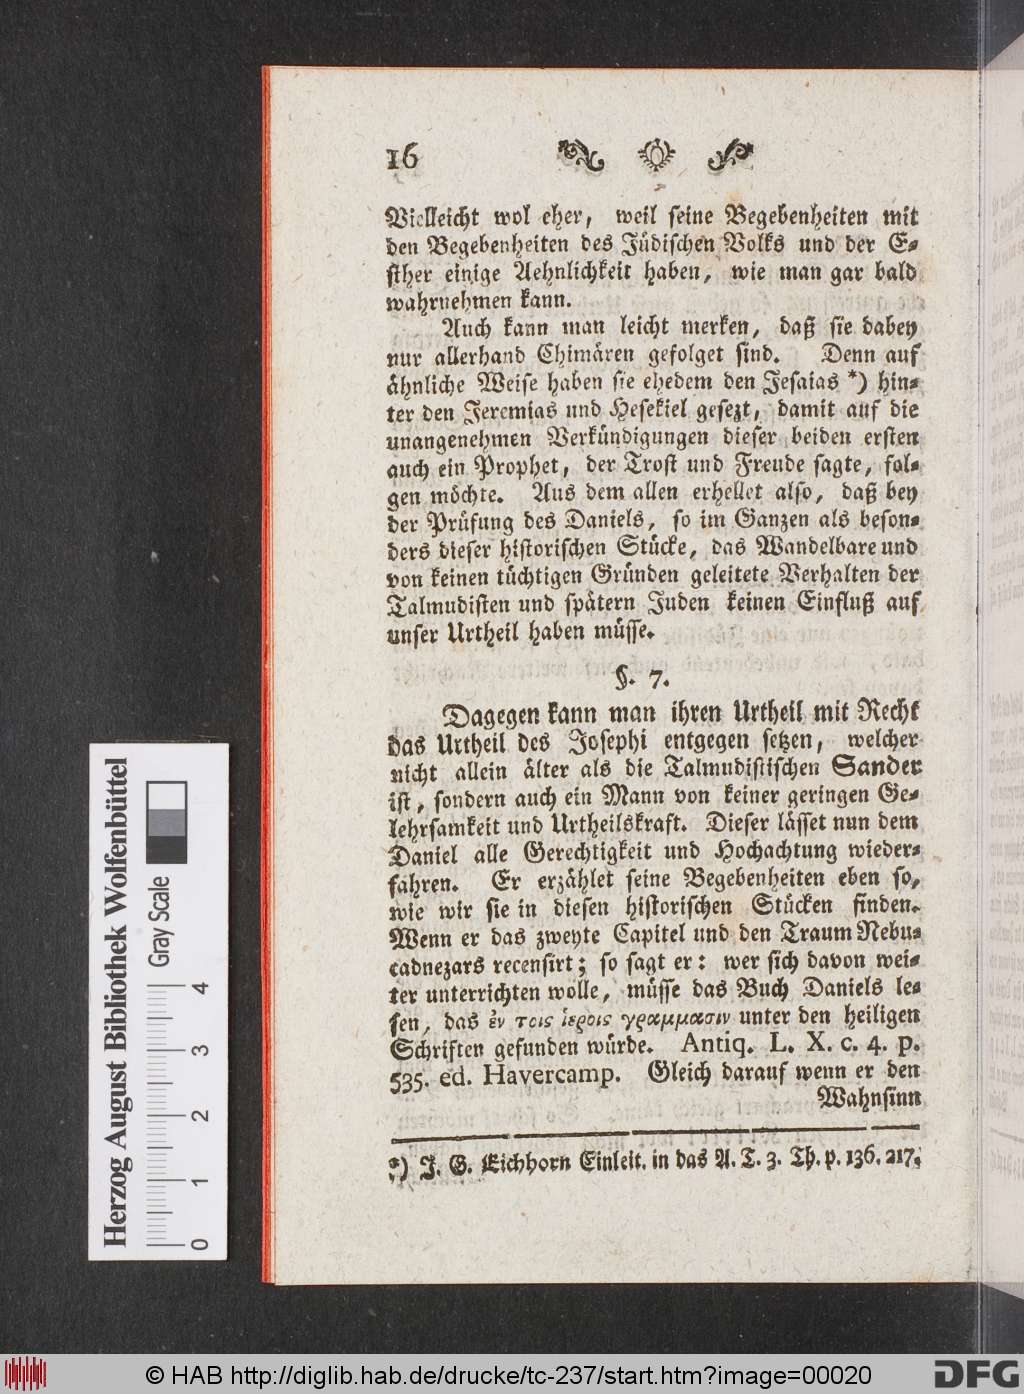 16
Vielleicht wol eher, weil seine Begebenheiten mit
den Begebenheiten des Jüdischen Volks und der E-
sther einige Aehnlichkeit haben, wie man gar bald
wahrnehmen kann.
Auch kann man leicht merken, daß sie dabey
nur allerhand Chimären gefolget sind. Denn auf
ähnliche Weise haben sie ehedem den Jesaias *) hin-
ter den Jeremias und Hesekiel gesezt, damit auf die
unangenehmen Verkündigungen dieser beiden ersten
auch ein Prophet, der Trost und Freude sagte, fol-
gen möchte. Aus dem allen erhellet also, daß bey
der Prüfung des Daniels, so im Ganzen als beson-
ders dieser historischen Stücke, das Wandelbare und
von keinen tüchtigen Gründen geleitete Verhalten der
Talmudisten und spätern Juden keinen Einfluß auf
unser Urtheil haben müsse.
§. 7.
Dagegen kann man ihren Urtheil mit Recht
das Urtheil des Josephi entgegen setzen, welcher
nicht allein älter als die Talmudistischen Sander
ist, sondern auch ein Mann von keiner geringen Ge-
lehrsamkeit und Urtheilskraft. Dieser lässet nun dem
Daniel alle Gerechtigkeit und Hochachtung wieder-
fahren. Er erzählet seine Begebenheiten eben so,
wie wir sie in diesen historischen Stücken finden.
Wenn er das zweyte Capitel und den Traum Nebu-
cadnezars recensirt; so sagt er: wer sich davon wei-
ter unterrichten wolle, müsse das Buch Daniels le-
sen, das ἐν τοις ἱεροις γραμμασιν unter den heiligen
Schriften gefunden würde. Antiq. L. X. c. 4. p.
535. ed. Havercamp. Gleich darauf wenn er den
Wahnsinn
*) J. G. Eichhorn Einleit. in das A. T. 3. Th. p. 136. 217.
Herzog August Bibliothek Wolfenbüttel
Gray Scale
0 1 2 3 4
© HAB http://diglib.hab.de/drucke/tc-237/start.htm?image=00020
DFG